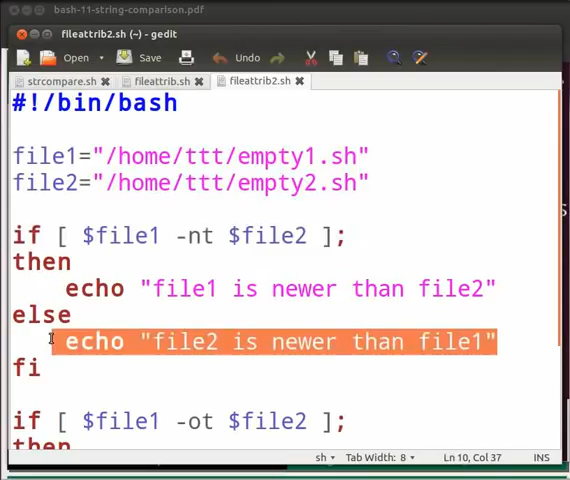 bash-11-string-comparison.pdf
fileattrib2.sh (~) - gedit
Open Save Undo
strcompare.sh fileattrib.sh fileattrib2.sh
#!/bin/bash
file1="/home/ttt/empty1.sh"
file2="/home/ttt/empty2.sh"
if [ $file1 -nt $file2 ];
then
echo "file1 is newer than file2"
else
echo "file2 is newer than file1"
fi
if [ $file1 -ot $file2 ];
then
sh Tab Width: 8 Ln 10, Col 37 INS